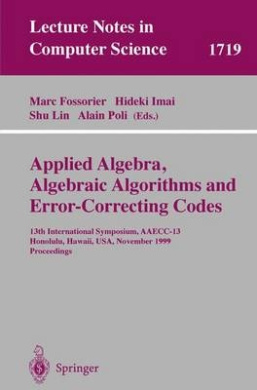 Lecture Notes in
Computer Science 1719
Marc Fossorier Hideki Imai
Shu Lin Alain Poli (Eds.)
Applied Algebra,
Algebraic Algorithms and
Error-Correcting Codes
13th International Symposium, AAECC-13
Honolulu, Hawaii, USA, November 1999
Proceedings
Springer